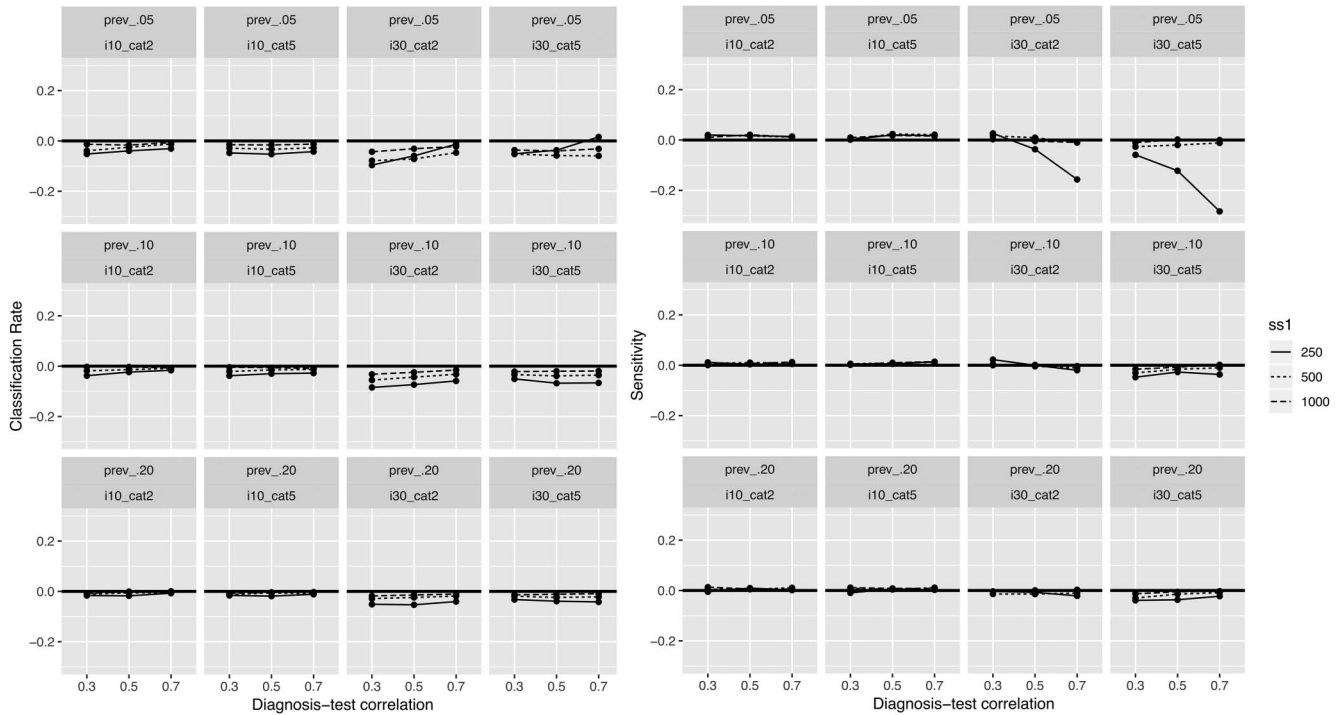 prev_.05 prev_.05 prev_.05 prev_.05
i10_cat2 i10_cat5 i30_cat2 i30_cat5
0.2
0.0
−0.2
prev_.10 prev_.10 prev_.10 prev_.10
i10_cat2 i10_cat5 i30_cat2 i30_cat5
0.2
0.0
−0.2
prev_.20 prev_.20 prev_.20 prev_.20
i10_cat2 i10_cat5 i30_cat2 i30_cat5
0.2
0.0
−0.2
0.3 0.5 0.7 0.3 0.5 0.7 0.3 0.5 0.7 0.3 0.5 0.7
Diagnosis−test correlation
Classification Rate
prev_.05 prev_.05 prev_.05 prev_.05
i10_cat2 i10_cat5 i30_cat2 i30_cat5
0.2
0.0
−0.2
prev_.10 prev_.10 prev_.10 prev_.10
i10_cat2 i10_cat5 i30_cat2 i30_cat5
0.2
0.0
−0.2
prev_.20 prev_.20 prev_.20 prev_.20
i10_cat2 i10_cat5 i30_cat2 i30_cat5
0.2
0.0
−0.2
0.3 0.5 0.7 0.3 0.5 0.7 0.3 0.5 0.7 0.3 0.5 0.7
Diagnosis−test correlation
Sensitivity
ss1
250
500
1000